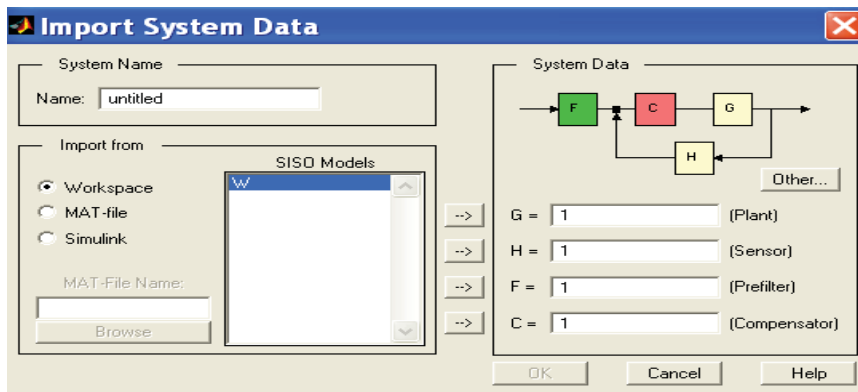 Import System Data
System Name
Name: untitled
Import from
Workspace
MAT-file
Simulink
MAT-File Name:
Browse
SISO Models
W
-->
-->
-->
-->
System Data
F
C
G
H
Other...
G = 1 (Plant)
H = 1 (Sensor)
F = 1 (Prefilter)
C = 1 (Compensator)
OK
Cancel
Help